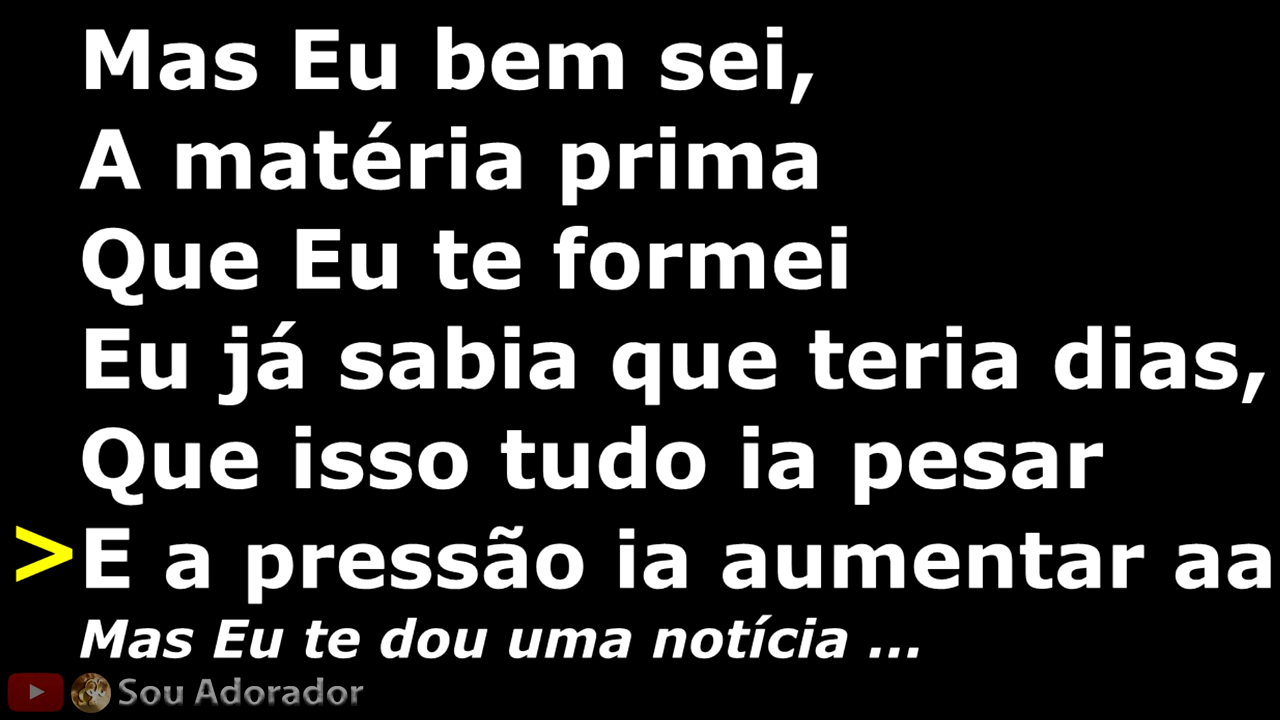 Mas Eu bem sei,
A matéria prima
Que Eu te formei
Eu já sabia que teria dias,
Que isso tudo ia pesar
>E a pressão ia aumentar aa
Mas Eu te dou uma notícia ...
Sou Adorador